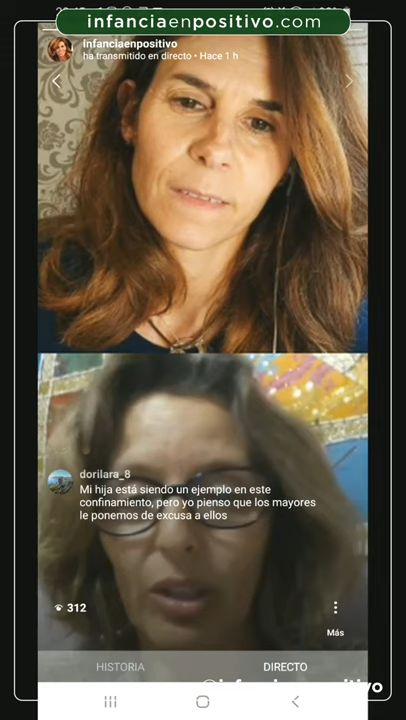 infanciaenpositivo.com
infanciaenpositivo
ha transmitido en directo • Hace 1 h
dorilara_8
Mi hija está siendo un ejemplo en este
confinamiento, pero yo pienso que los mayores
le ponemos de excusa a ellos
312
Más
HISTORIA
DIRECTO